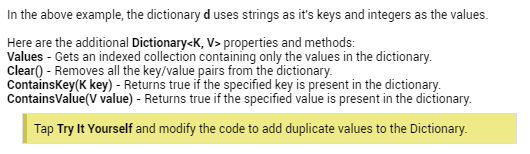 In the above example, the dictionary d uses strings as it's keys and integers as the values.
Here are the additional Dictionary<K, V> properties and methods:
Values - Gets an indexed collection containing only the values in the dictionary.
Clear() - Removes all the key/value pairs from the dictionary.
ContainsKey(K key) - Returns true if the specified key is present in the dictionary.
ContainsValue(V value) - Returns true if the specified value is present in the dictionary.
Tap Try It Yourself and modify the code to add duplicate values to the Dictionary.